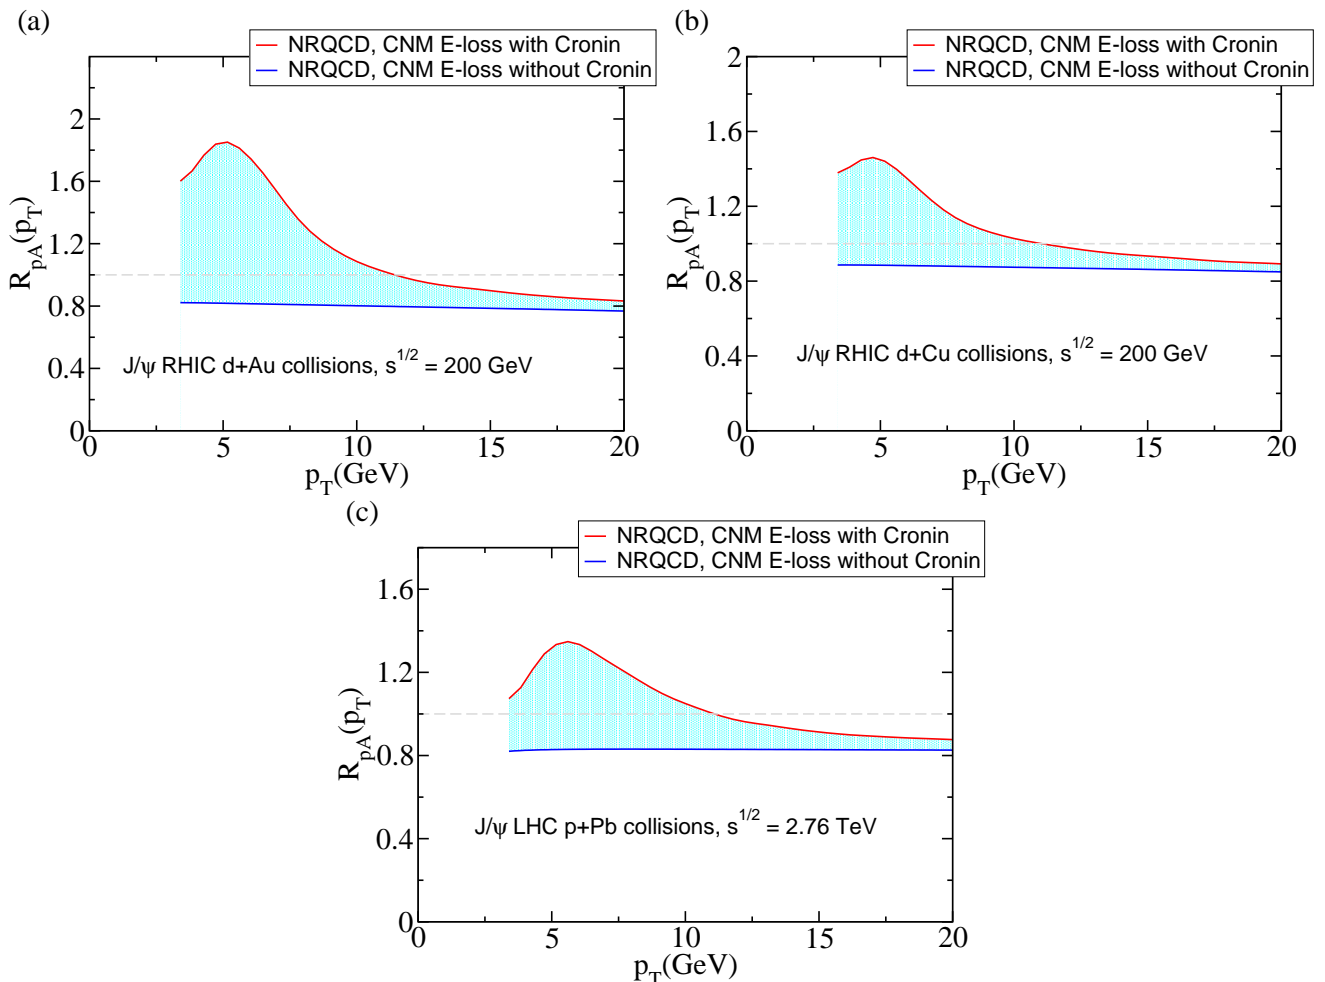 (a)
NRQCD, CNM E-loss with Cronin
NRQCD, CNM E-loss without Cronin
2
1.6
1.2
0.8
0.4
0
R_pA(p_T)
J/ψ RHIC d+Au collisions, s^1/2 = 200 GeV
0 5 10 15 20
p_T(GeV)
(b)
NRQCD, CNM E-loss with Cronin
NRQCD, CNM E-loss without Cronin
2
1.6
1.2
0.8
0.4
0
R_pA(p_T)
J/ψ RHIC d+Cu collisions, s^1/2 = 200 GeV
0 5 10 15 20
p_T(GeV)
(c)
NRQCD, CNM E-loss with Cronin
NRQCD, CNM E-loss without Cronin
1.6
1.2
0.8
0.4
0
R_pA(p_T)
J/ψ LHC p+Pb collisions, s^1/2 = 2.76 TeV
0 5 10 15 20
p_T(GeV)